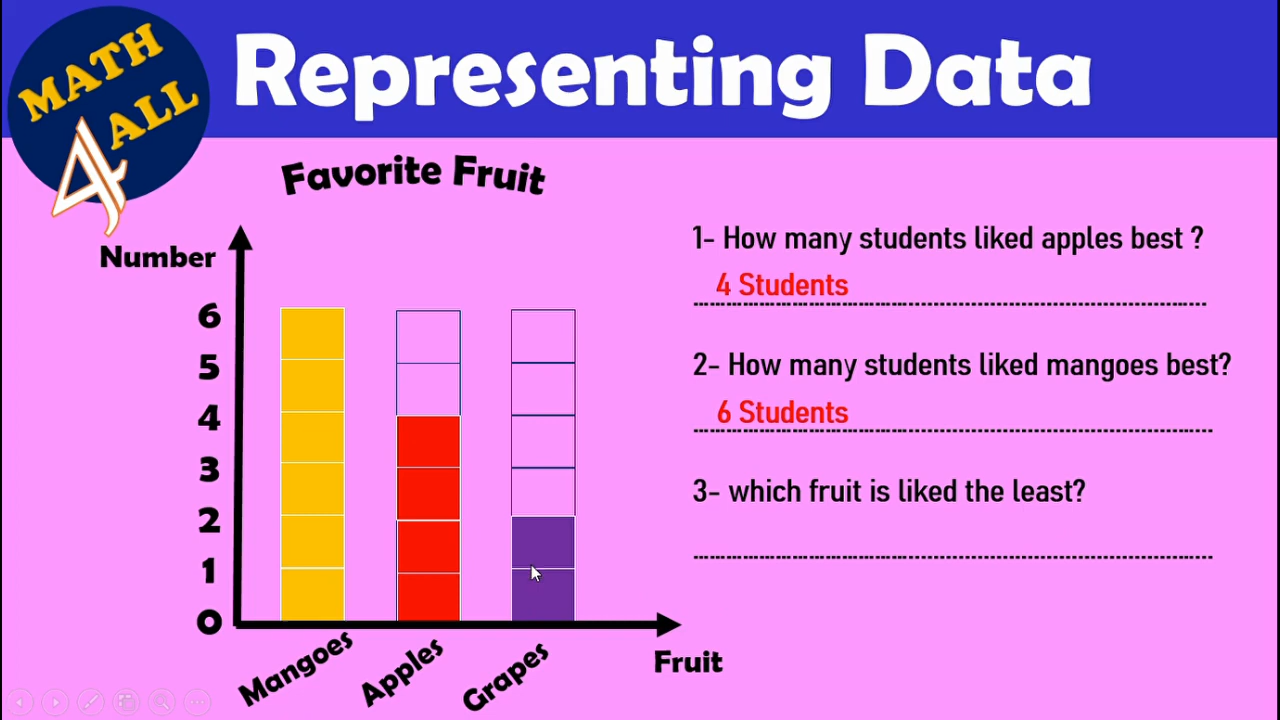 MATH
4 ALL
Representing Data
Favorite Fruit
Number
6
5
4
3
2
1
0
Mangoes
Apples
Grapes
Fruit
1- How many students liked apples best ?
4 Students
2- How many students liked mangoes best?
6 Students
3- which fruit is liked the least?